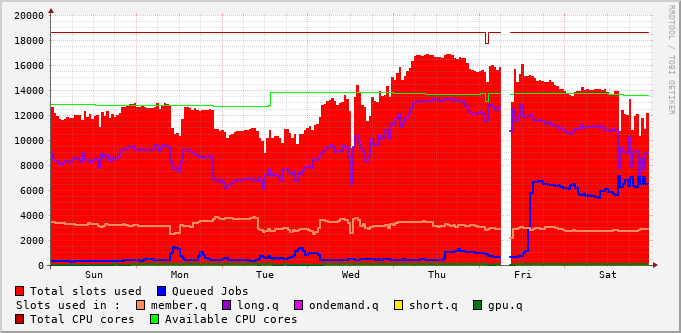 20000
18000
16000
14000
12000
10000
8000
6000
4000
2000
0
Sun Mon Tue Wed Thu Fri Sat
RRDTOOL / TOBI OETIKER
Total slots used Queued Jobs
Slots used in : member.q long.q ondemand.q short.q gpu.q
Total CPU cores Available CPU cores